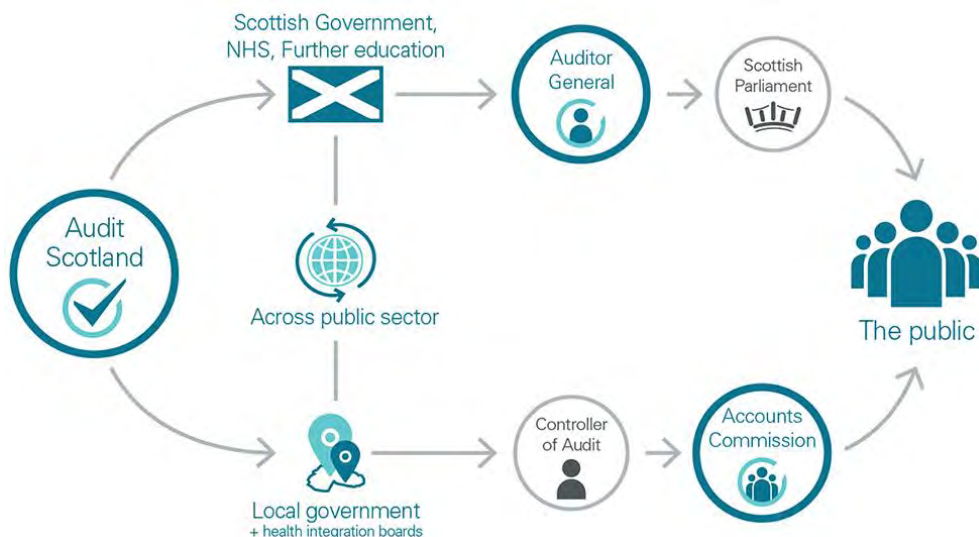 Scottish Government,
NHS, Further education
Auditor
General
Scottish
Parliament
Audit
Scotland
Across public sector
The public
Local government
+ health integration boards
Controller
of Audit
Accounts
Commission